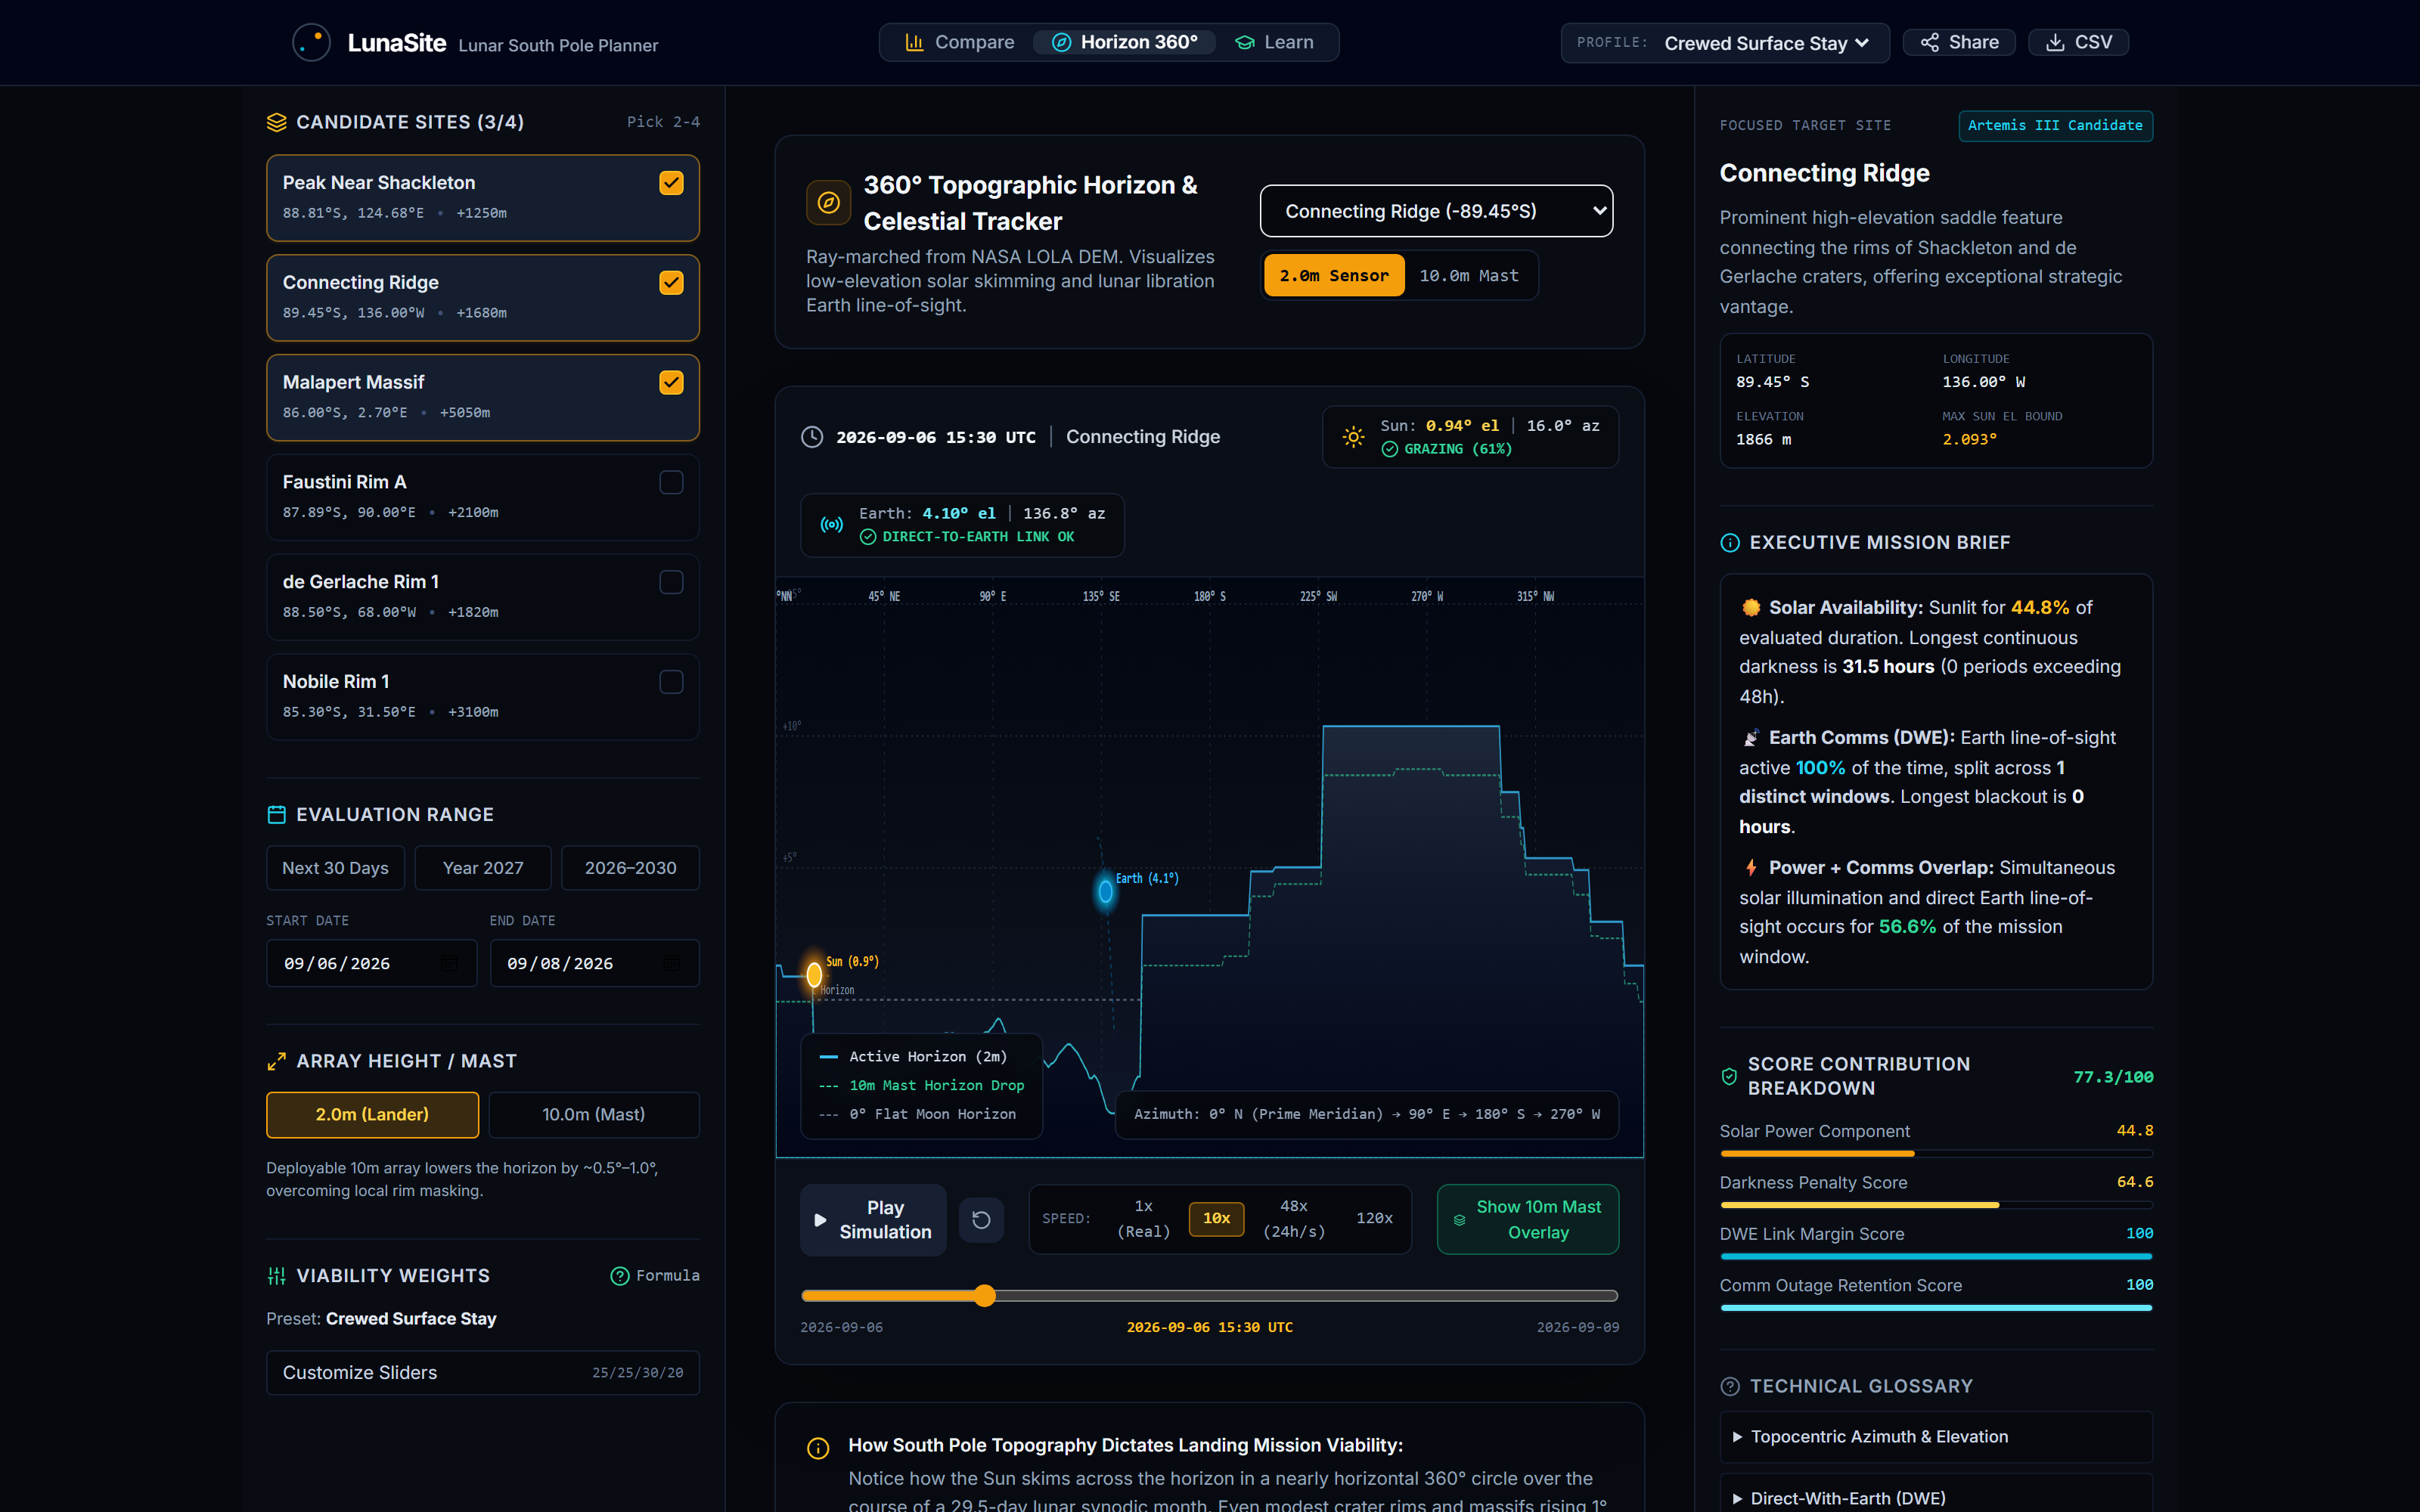 LunaSite Lunar South Pole Planner
Compare
Horizon 360°
Learn
PROFILE: Crewed Surface Stay
Share
CSV
CANDIDATE SITES (3/4)
Pick 2-4
Peak Near Shackleton
88.81°S, 124.68°E • +1250m
Connecting Ridge
89.45°S, 136.00°W • +1680m
Malapert Massif
86.00°S, 2.70°E • +5050m
Faustini Rim A
87.89°S, 90.00°E • +2100m
de Gerlache Rim 1
88.50°S, 68.00°W • +1820m
Nobile Rim 1
85.30°S, 31.50°E • +3100m
EVALUATION RANGE
Next 30 Days
Year 2027
2026–2030
START DATE
END DATE
09/06/2026
09/08/2026
ARRAY HEIGHT / MAST
2.0m (Lander)
10.0m (Mast)
Deployable 10m array lowers the horizon by ~0.5°–1.0°,
overcoming local rim masking.
VIABILITY WEIGHTS
Formula
Preset: Crewed Surface Stay
Customize Sliders
25/25/30/20
360° Topographic Horizon &
Celestial Tracker
Ray-marched from NASA LOLA DEM. Visualizes
low-elevation solar skimming and lunar libration
Earth line-of-sight.
Connecting Ridge (-89.45°S)
2.0m Sensor
10.0m Mast
2026-09-06 15:30 UTC | Connecting Ridge
Sun: 0.94° el | 16.0° az
GRAZING (61%)
Earth: 4.10° el | 136.8° az
DIRECT-TO-EARTH LINK OK
45° NE
90° E
135° SE
180° S
225° SW
270° W
315° NW
+10°
+5°
Earth (4.1°)
Sun (0.9°)
Horizon
Active Horizon (2m)
10m Mast Horizon Drop
0° Flat Moon Horizon
Azimuth: 0° N (Prime Meridian) → 90° E → 180° S → 270° W
Play
Simulation
SPEED:
1x
(Real)
10x
48x
(24h/s)
120x
Show 10m Mast
Overlay
2026-09-06
2026-09-06 15:30 UTC
2026-09-09
How South Pole Topography Dictates Landing Mission Viability:
Notice how the Sun skims across the horizon in a nearly horizontal 360° circle over the
course of a 29.5-day lunar synodic month. Even modest crater rims and massifs rising 1°
FOCUSED TARGET SITE
Artemis III Candidate
Connecting Ridge
Prominent high-elevation saddle feature
connecting the rims of Shackleton and de
Gerlache craters, offering exceptional strategic
vantage.
LATITUDE
89.45° S
LONGITUDE
136.00° W
ELEVATION
1866 m
MAX SUN EL BOUND
2.093°
EXECUTIVE MISSION BRIEF
Solar Availability: Sunlit for 44.8% of
evaluated duration. Longest continuous
darkness is 31.5 hours (0 periods exceeding
48h).
Earth Comms (DWE): Earth line-of-sight
active 100% of the time, split across 1
distinct windows. Longest blackout is 0
hours.
Power + Comms Overlap: Simultaneous
solar illumination and direct Earth line-of-
sight occurs for 56.6% of the mission
window.
SCORE CONTRIBUTION
BREAKDOWN
77.3/100
Solar Power Component
44.8
Darkness Penalty Score
64.6
DWE Link Margin Score
100
Comm Outage Retention Score
100
TECHNICAL GLOSSARY
Topocentric Azimuth & Elevation
Direct-With-Earth (DWE)